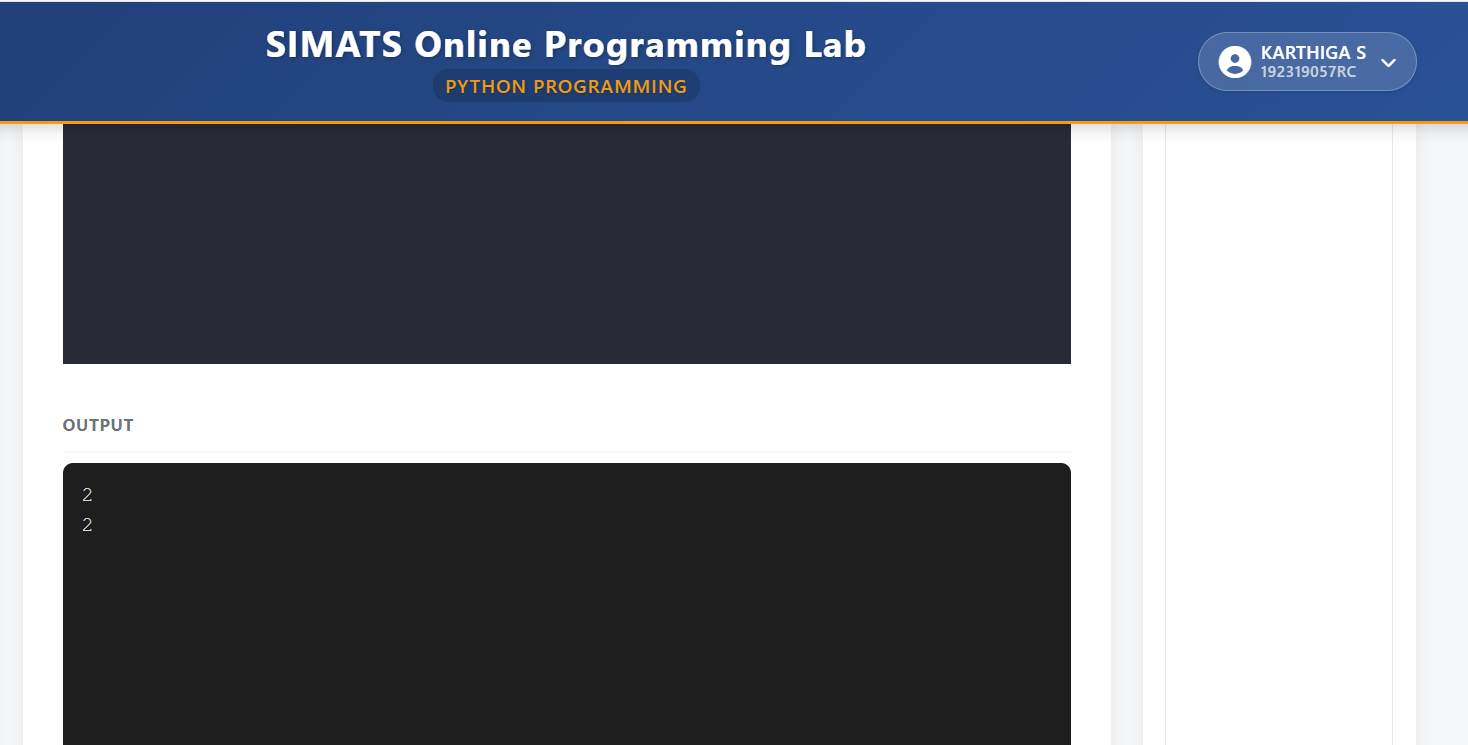 SIMATS Online Programming Lab
PYTHON PROGRAMMING
KARTHIGA S
192319057RC
OUTPUT
2
2